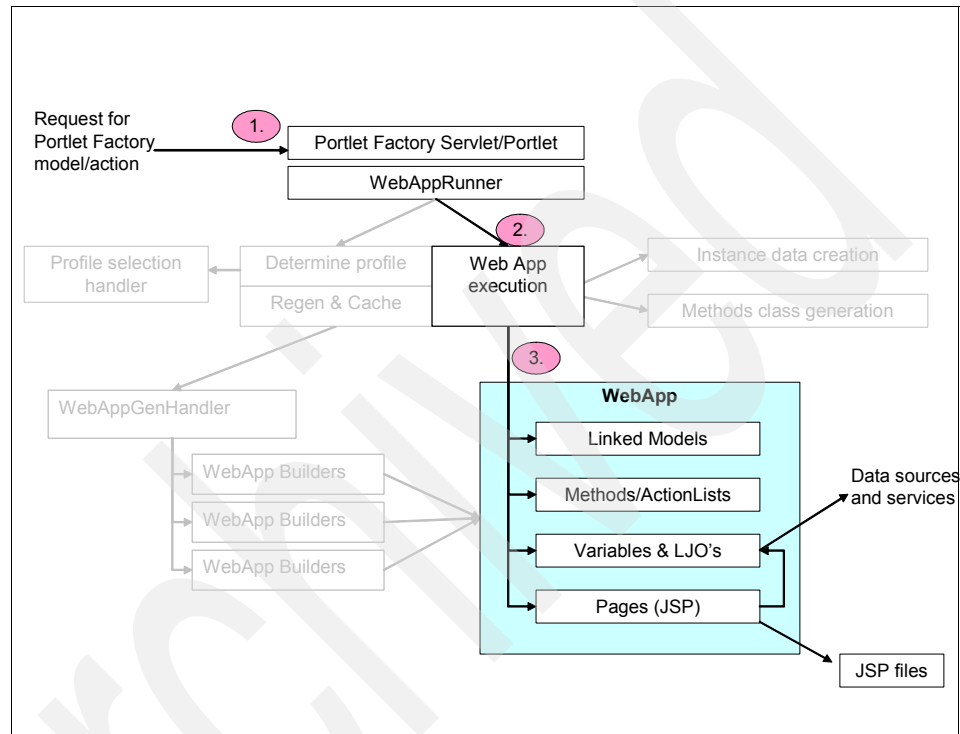 Request for
Portlet Factory
model/action
1.
Portlet Factory Servlet/Portlet
WebAppRunner
2.
Profile selection
handler
Determine profile
Regen & Cache
Web App
execution
Instance data creation
Methods class generation
3.
WebAppGenHandler
WebApp Builders
WebApp Builders
WebApp Builders
WebApp
Linked Models
Methods/ActionLists
Variables & LJO's
Pages (JSP)
Data sources
and services
JSP files
rchived